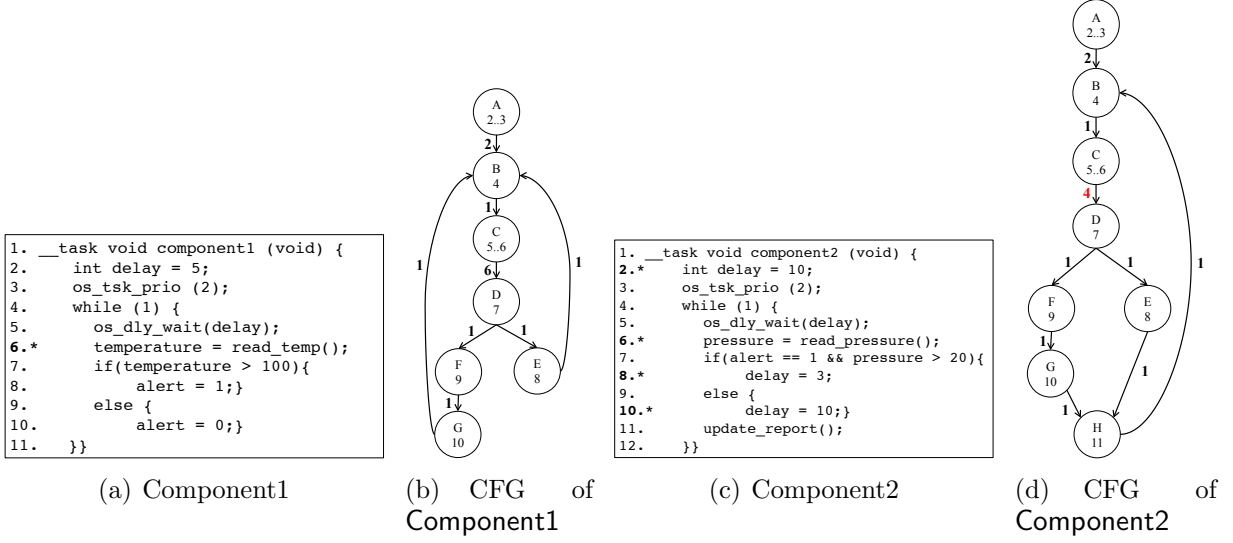 1. __task void component1 (void) {
2. int delay = 5;
3. os_tsk_prio (2);
4. while (1) {
5. os_dly_wait(delay);
6.* temperature = read_temp();
7. if(temperature > 100){
8. alert = 1;}
9. else {
10. alert = 0;}
11. }}
(a) Component1
A
2..3
2
B
4
1
C
5..6
6
D
7
1
1
F
9
E
8
1
G
10
1
1
(b) CFG of
Component1
1. __task void component2 (void) {
2.* int delay = 10;
3. os_tsk_prio (2);
4. while (1) {
5. os_dly_wait(delay);
6.* pressure = read_pressure();
7. if(alert == 1 && pressure > 20){
8.* delay = 3;
9. else {
10.* delay = 10;}
11. update_report();
12. }}
(c) Component2
A
2..3
2
B
4
1
C
5..6
4
D
7
1
1
F
9
E
8
1
G
10
1
1
H
11
1
(d) CFG of
Component2